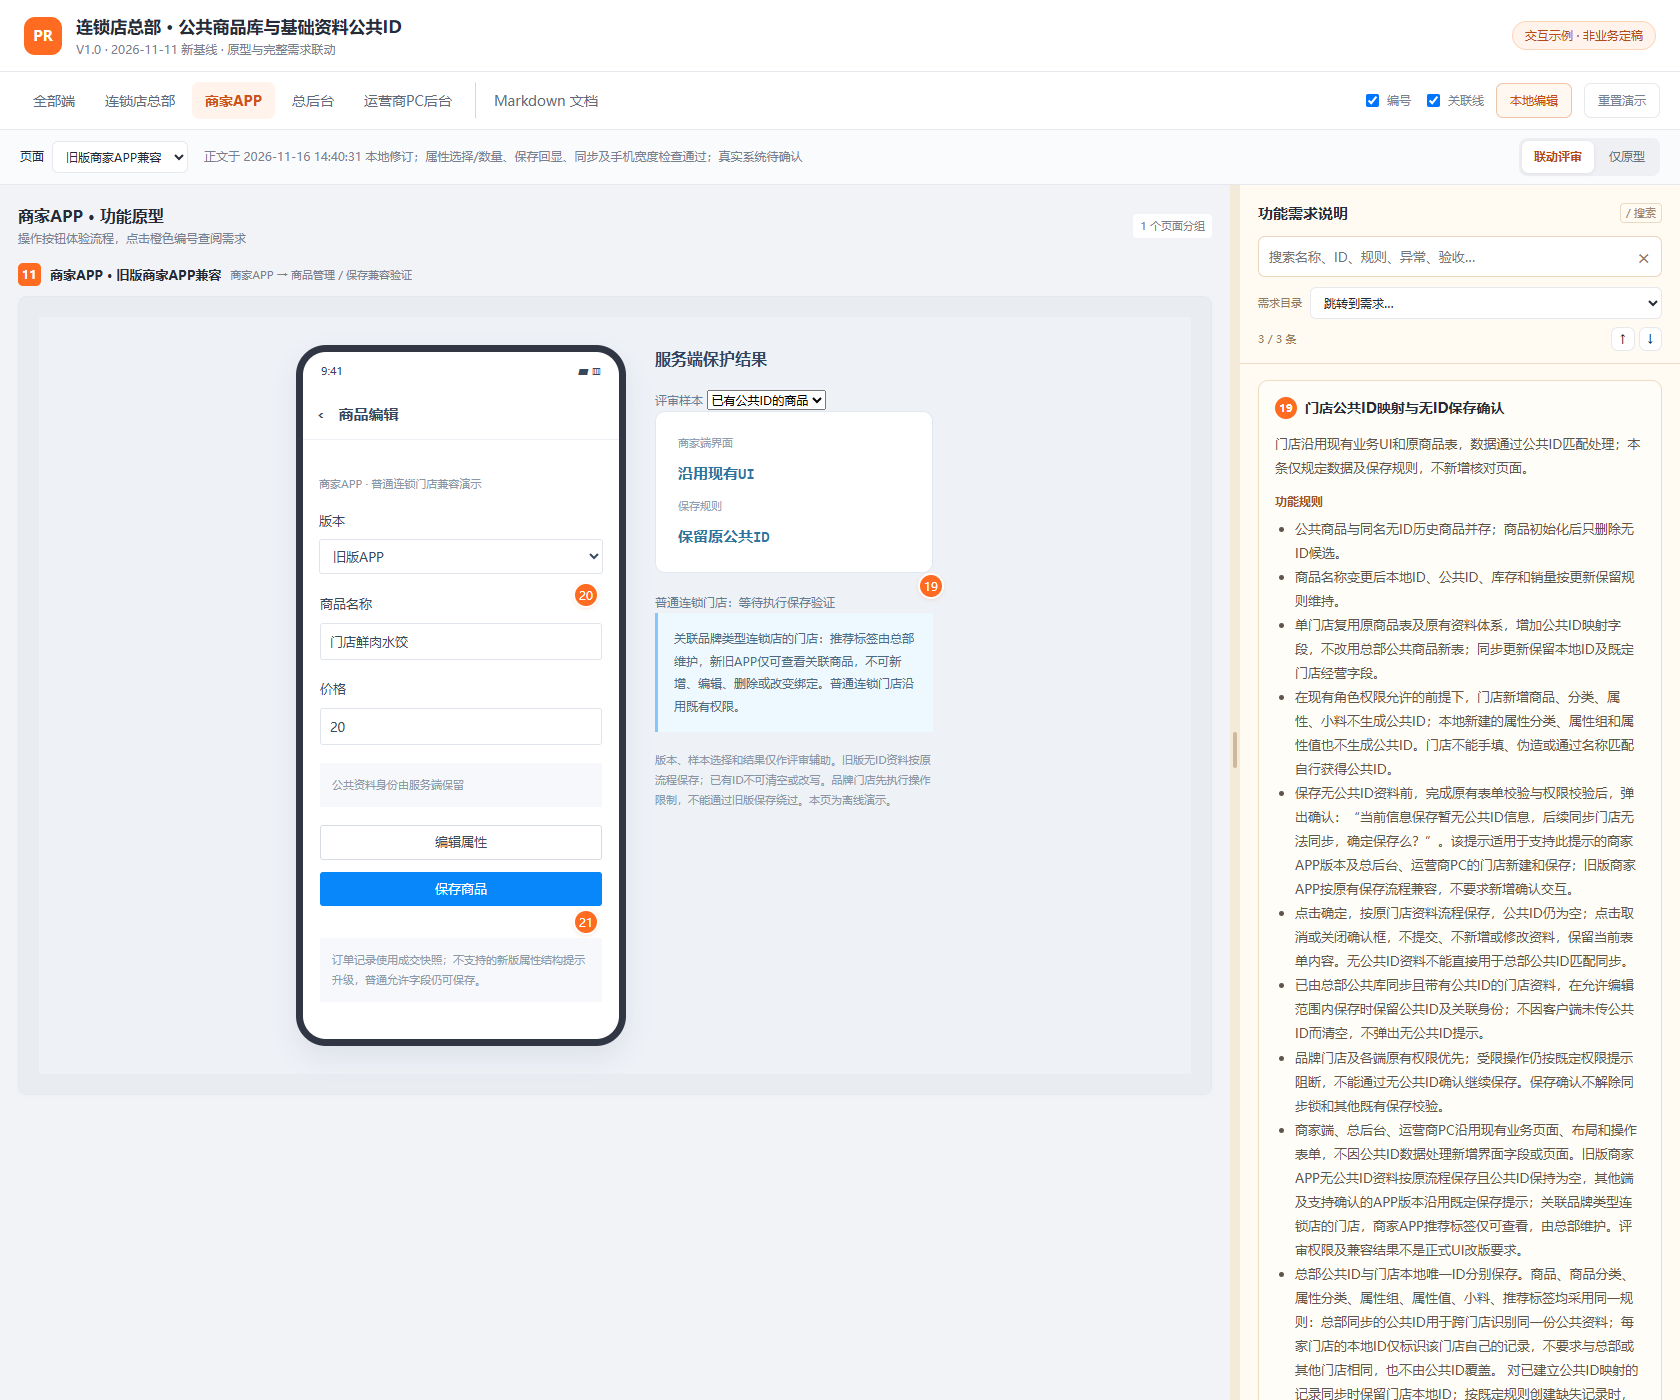 PR
连锁店总部 • 公共商品库与基础资料公共ID
V1.0 · 2026-11-11 新基线 · 原型与完整需求联动
交互示例 · 非业务定稿
全部端
连锁店总部
商家APP
总后台
运营商PC后台
Markdown 文档
编号
关联线
本地编辑
重置演示
页面
旧版商家APP兼容
正文于 2026-11-16 14:40:31 本地修订；属性选择/数量、保存回显、同步及手机宽度检查通过；真实系统待确认
联动评审
仅原型
商家APP • 功能原型
操作按钮体验流程，点击橙色编号查阅需求
1 个页面分组
11
商家APP • 旧版商家APP兼容
商家APP → 商品管理 / 保存兼容验证
9:41
‹ 商品编辑
商家APP · 普通连锁门店兼容演示
版本
旧版APP
20
商品名称
门店鲜肉水饺
价格
20
公共资料身份由服务端保留
编辑属性
保存商品
21
订单记录使用成交快照；不支持的新版属性结构提示
升级，普通允许字段仍可保存。
服务端保护结果
评审样本
已有公共ID的商品
商家端界面
沿用现有UI
保存规则
保留原公共ID
19
普通连锁门店：等待执行保存验证
关联品牌类型连锁店的门店：推荐标签由总部
维护，新旧APP仅可查看关联商品，不可新
增、编辑、删除或改变绑定。普通连锁门店沿
用既有权限。
版本、样本选择和结果仅作评审辅助。旧版无ID资料按原
流程保存；已有ID不可清空或改写。品牌门店先执行操作
限制，不能通过旧版保存绕过。本页为离线演示。
功能需求说明
/ 搜索
搜索名称、ID、规则、异常、验收...
×
需求目录
跳转到需求...
3 / 3 条
↑
↓
19
门店公共ID映射与无ID保存确认
门店沿用现有业务UI和原商品表，数据通过公共ID匹配处理；本
条仅规定数据及保存规则，不新增核对页面。
功能规则
• 公共商品与同名无ID历史商品并存；商品初始化后只删除无
ID候选。
• 商品名称变更后本地ID、公共ID、库存和销量按更新保留规
则维持。
• 单门店复用原商品表及原有资料体系，增加公共ID映射字
段，不改用总部公共商品新表；同步更新保留本地ID及既定
门店经营字段。
• 在现有角色权限允许的前提下，门店新增商品、分类、属
性、小料不生成公共ID；本地新建的属性分类、属性组和属
性值也不生成公共ID。门店不能手填、伪造或通过名称匹配
自行获得公共ID。
• 保存无公共ID资料前，完成原有表单校验与权限校验后，弹
出确认：“当前信息保存暂无公共ID信息，后续同步门店无
法同步，确定保存么？”。该提示适用于支持此提示的商家
APP版本及总后台、运营商PC的门店新建和保存；旧版商家
APP按原有保存流程兼容，不要求新增确认交互。
• 点击确定，按原门店资料流程保存，公共ID仍为空；点击取
消或关闭确认框，不提交、不新增或修改资料，保留当前表
单内容。无公共ID资料不能直接用于总部公共ID匹配同步。
• 已由总部公共库同步且带有公共ID的门店资料，在允许编辑
范围内保存时保留公共ID及关联身份；不因客户端未传公共
ID而清空，不弹出无公共ID提示。
• 品牌门店及各端原有权限优先；受限操作仍按既定权限提示
阻断，不能通过无公共ID确认继续保存。保存确认不解除同
步锁和其他既有保存校验。
• 商家端、总后台、运营商PC沿用现有业务页面、布局和操作
表单，不因公共ID数据处理新增界面字段或页面。旧版商家
APP无公共ID资料按原流程保存且公共ID保持为空，其他端
及支持确认的APP版本沿用既定保存提示；关联品牌类型连
锁店的门店，商家APP推荐标签仅可查看，由总部维护。评
审权限及兼容结果不是正式UI改版要求。
• 总部公共ID与门店本地唯一ID分别保存。商品、商品分类、
属性分类、属性组、属性值、小料、推荐标签均采用同一规
则：总部同步的公共ID用于跨门店识别同一份公共资料；每
家门店的本地ID仅标识该门店自己的记录，不要求与总部或
其他门店相同，也不由公共ID覆盖。 对已建立公共ID映射的
记录同步时保留门店本地ID；按既定规则创建缺失记录时，